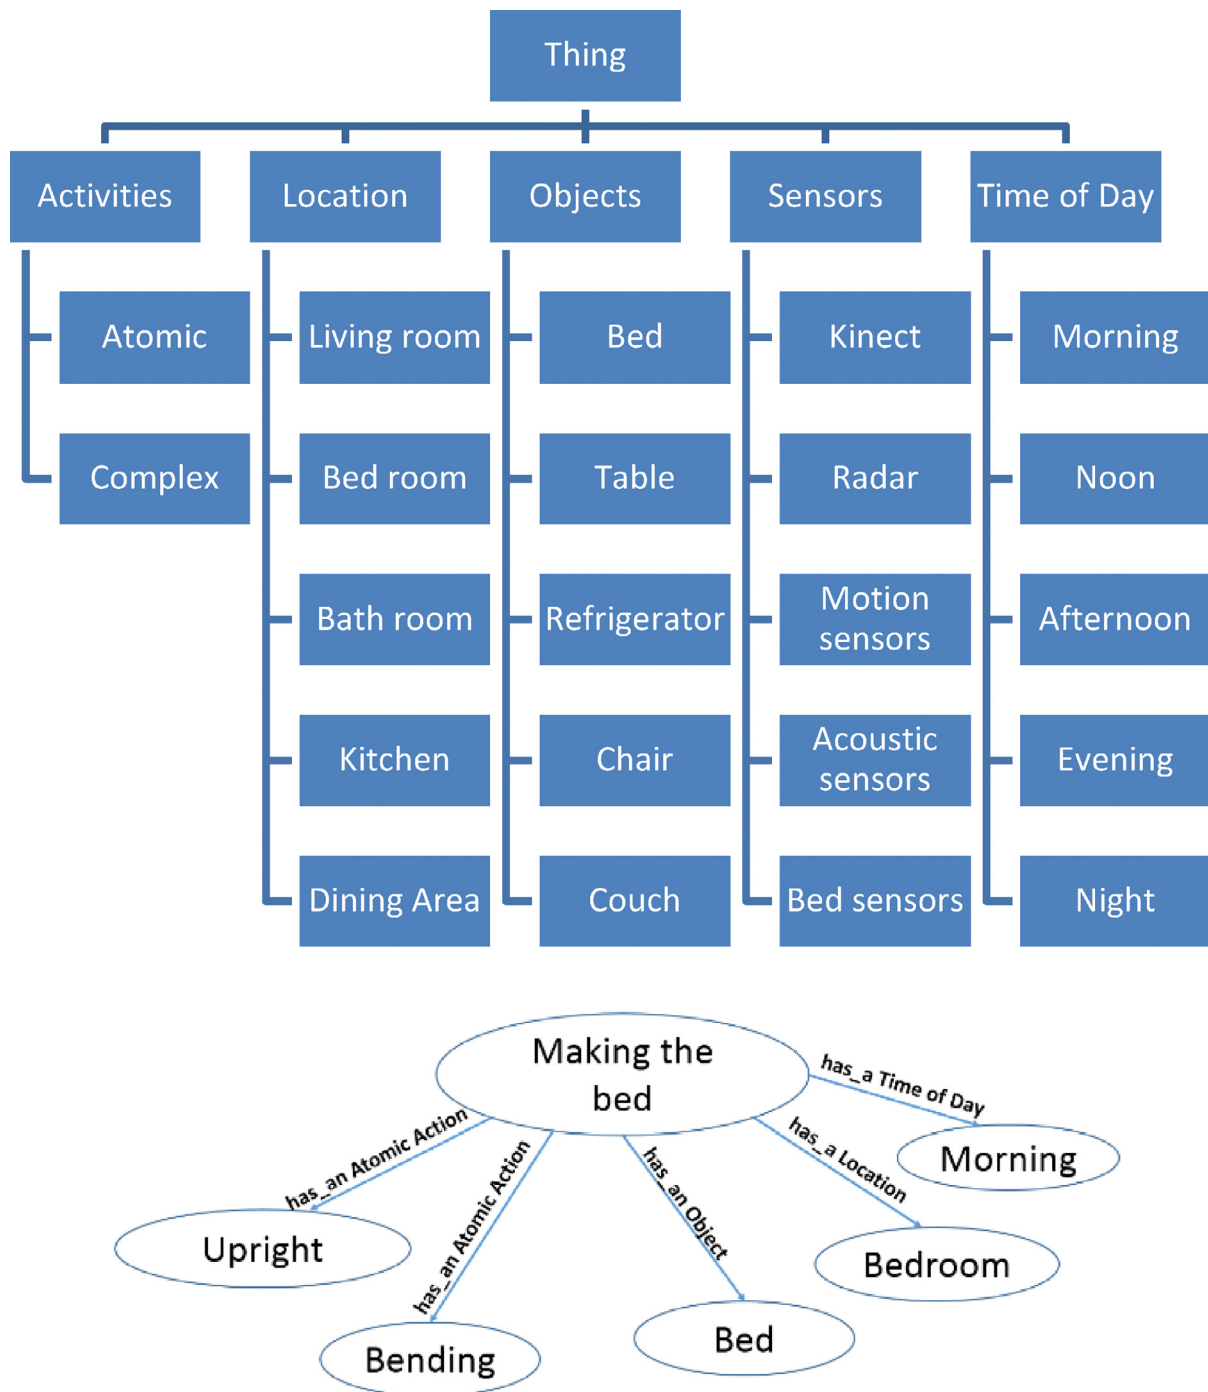 Thing
Activities
Location
Objects
Sensors
Time of Day
Atomic
Living room
Bed
Kinect
Morning
Complex
Bed room
Table
Radar
Noon
Bath room
Refrigerator
Motion
sensors
Afternoon
Kitchen
Chair
Acoustic
sensors
Evening
Dining Area
Couch
Bed sensors
Night
Making the
bed
has_a Time of Day
Morning
has_an Atomic Action
has_an Atomic Action
has_an Object
has_a Location
Upright
Bedroom
Bending
Bed